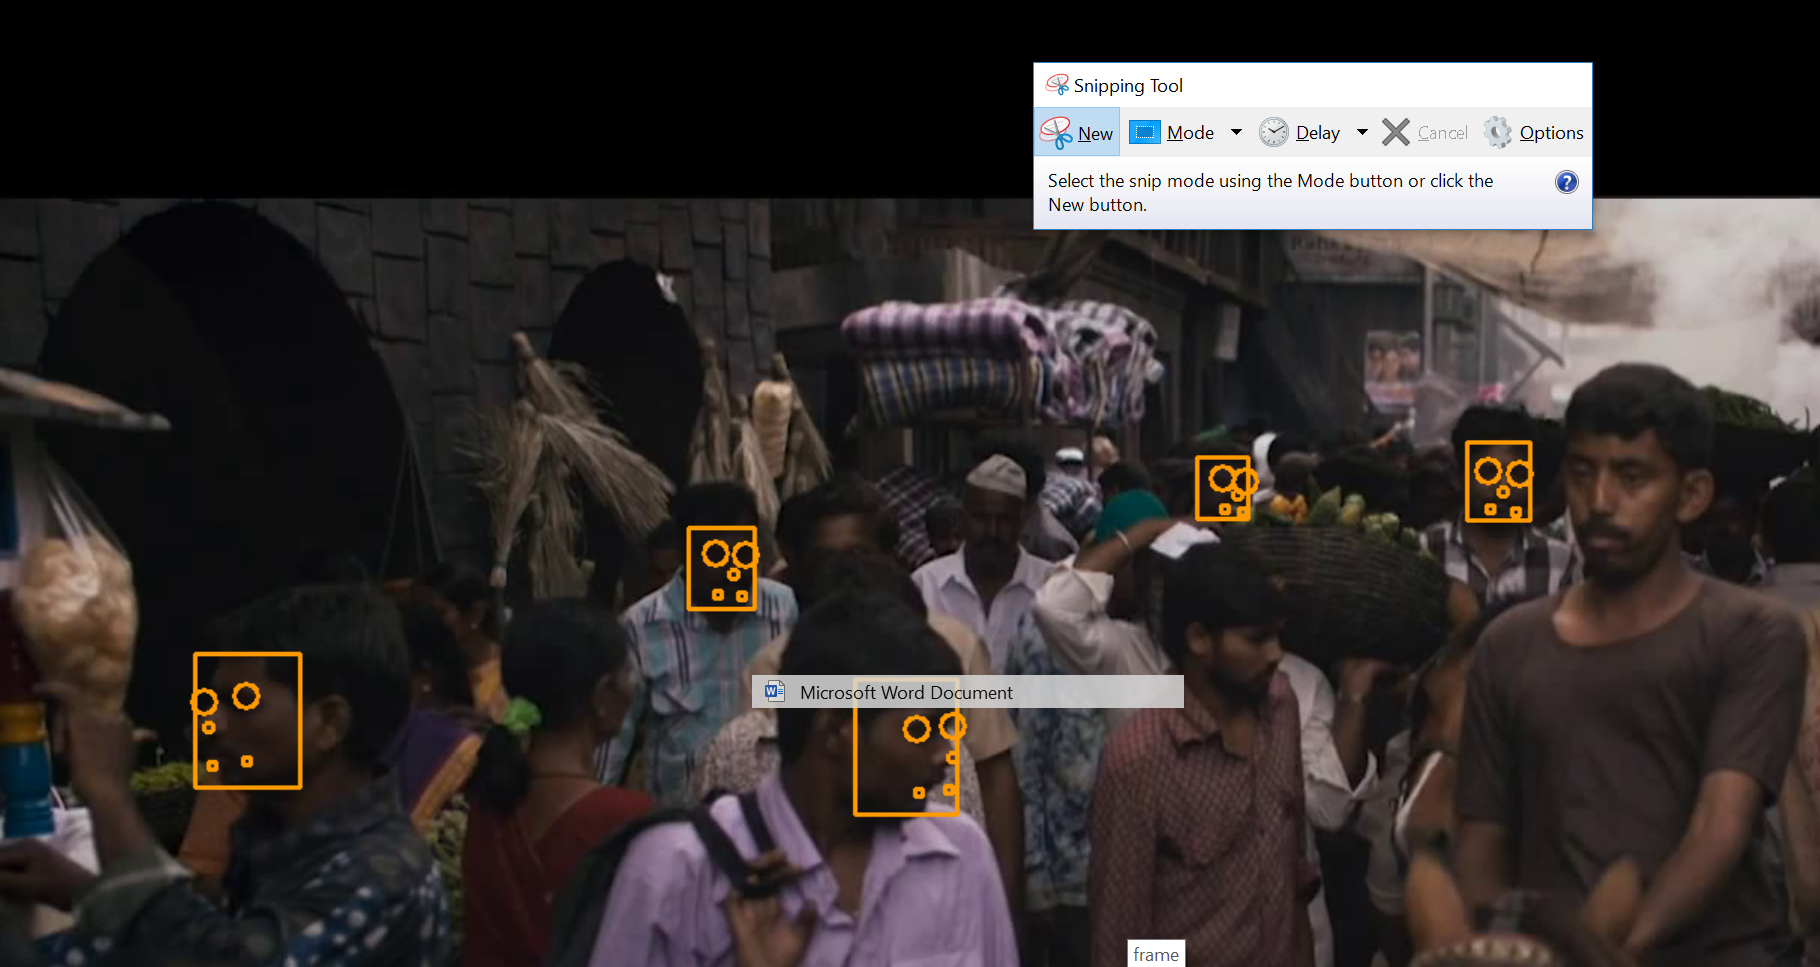 Snipping Tool
New Mode Delay Cancel Options
Select the snip mode using the Mode button or click the
New button.
Microsoft Word Document
frame